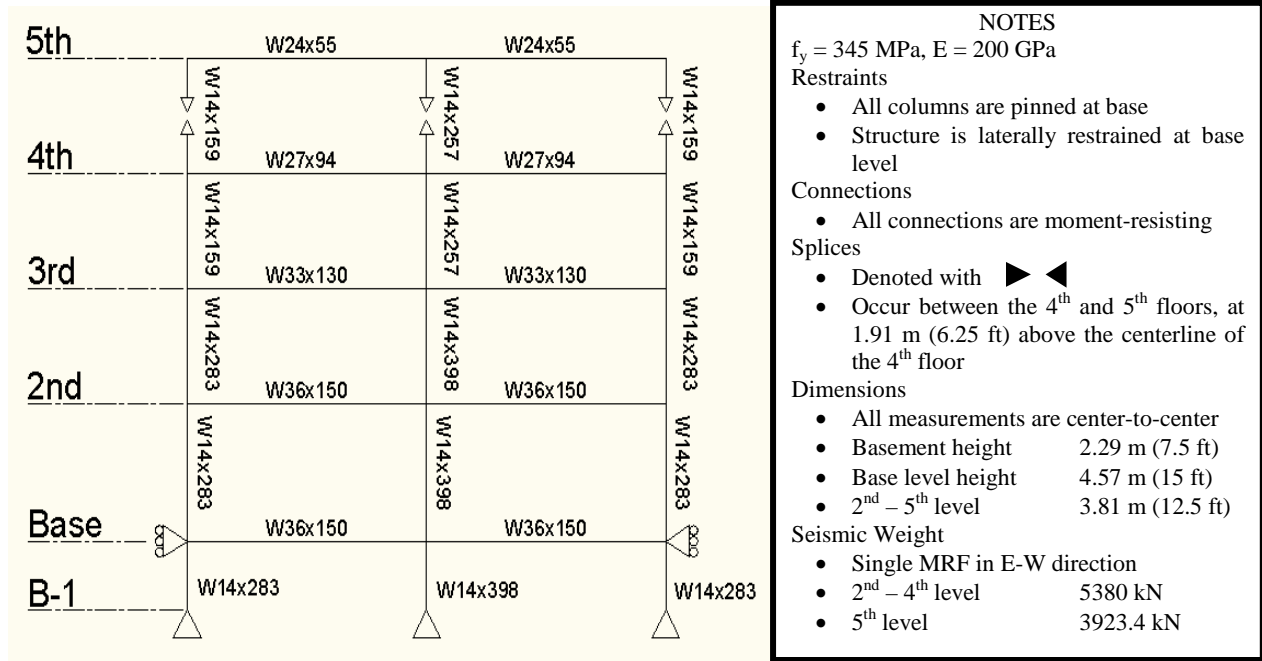 5th
W24x55 W24x55
W14x159 W14x257 W14x159
4th
W27x94 W27x94
W14x159 W14x257 W14x159
3rd
W33x130 W33x130
W14x283 W14x398 W14x283
2nd
W36x150 W36x150
W14x283 W14x398 W14x283
Base
W36x150 W36x150
B-1
W14x283 W14x398 W14x283
NOTES
fy = 345 MPa, E = 200 GPa
Restraints
• All columns are pinned at base
• Structure is laterally restrained at base
level
Connections
• All connections are moment-resisting
Splices
• Denoted with
• Occur between the 4th and 5th floors, at
1.91 m (6.25 ft) above the centerline of
the 4th floor
Dimensions
• All measurements are center-to-center
• Basement height 2.29 m (7.5 ft)
• Base level height 4.57 m (15 ft)
• 2nd – 5th level 3.81 m (12.5 ft)
Seismic Weight
• Single MRF in E-W direction
• 2nd – 4th level 5380 kN
• 5th level 3923.4 kN